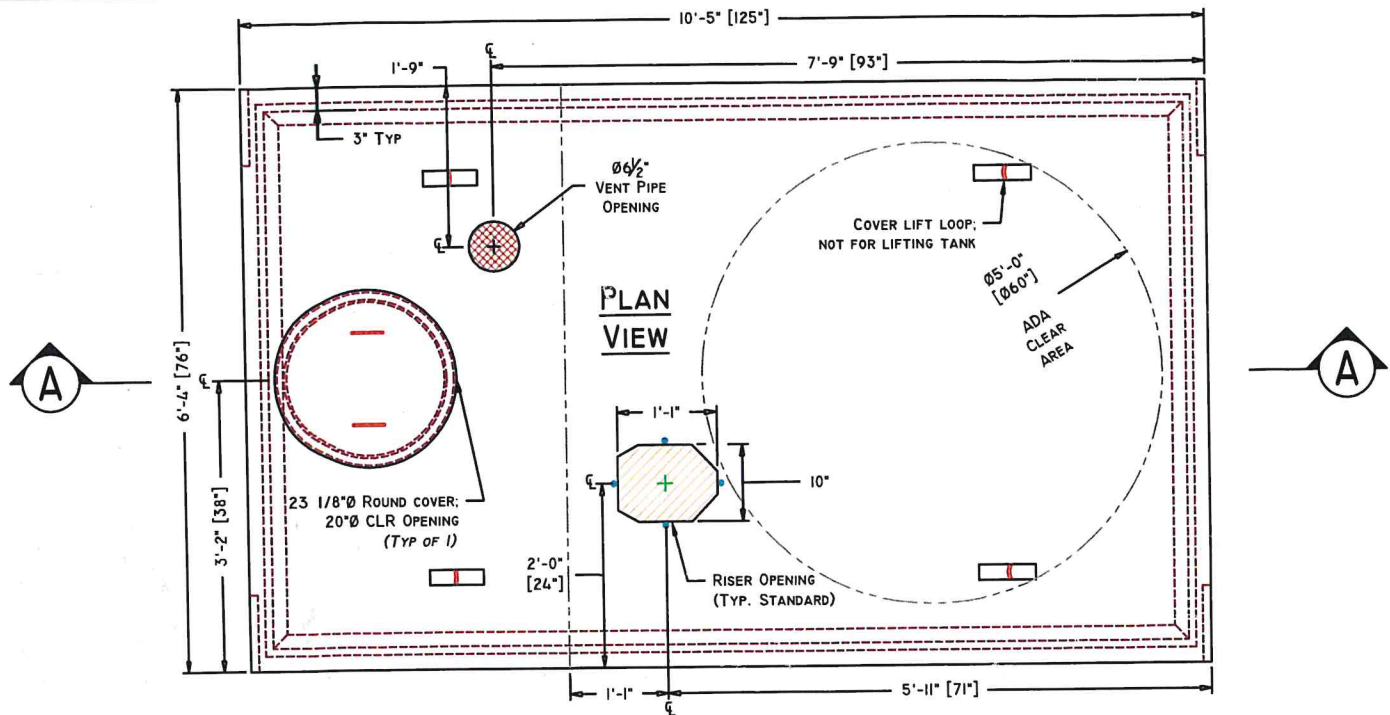 10'-5" [125"]
℄
1'-9"
7'-9" [93"]
3" TYP
Ø6½"
VENT PIPE
OPENING
COVER LIFT LOOP;
NOT FOR LIFTING TANK
℄
Ø5'-0"
[Ø60"]
ADA
CLEAR
AREA
PLAN
VIEW
A
A
6'-4" [76"]
℄
1'-1"
10"
℄
23 1/8"Ø ROUND COVER;
20"Ø CLR OPENING
(TYP OF 1)
3'-2" [38"]
2'-0"
[24"]
RISER OPENING
(TYP. STANDARD)
1'-1"
5'-11" [71"]
℄